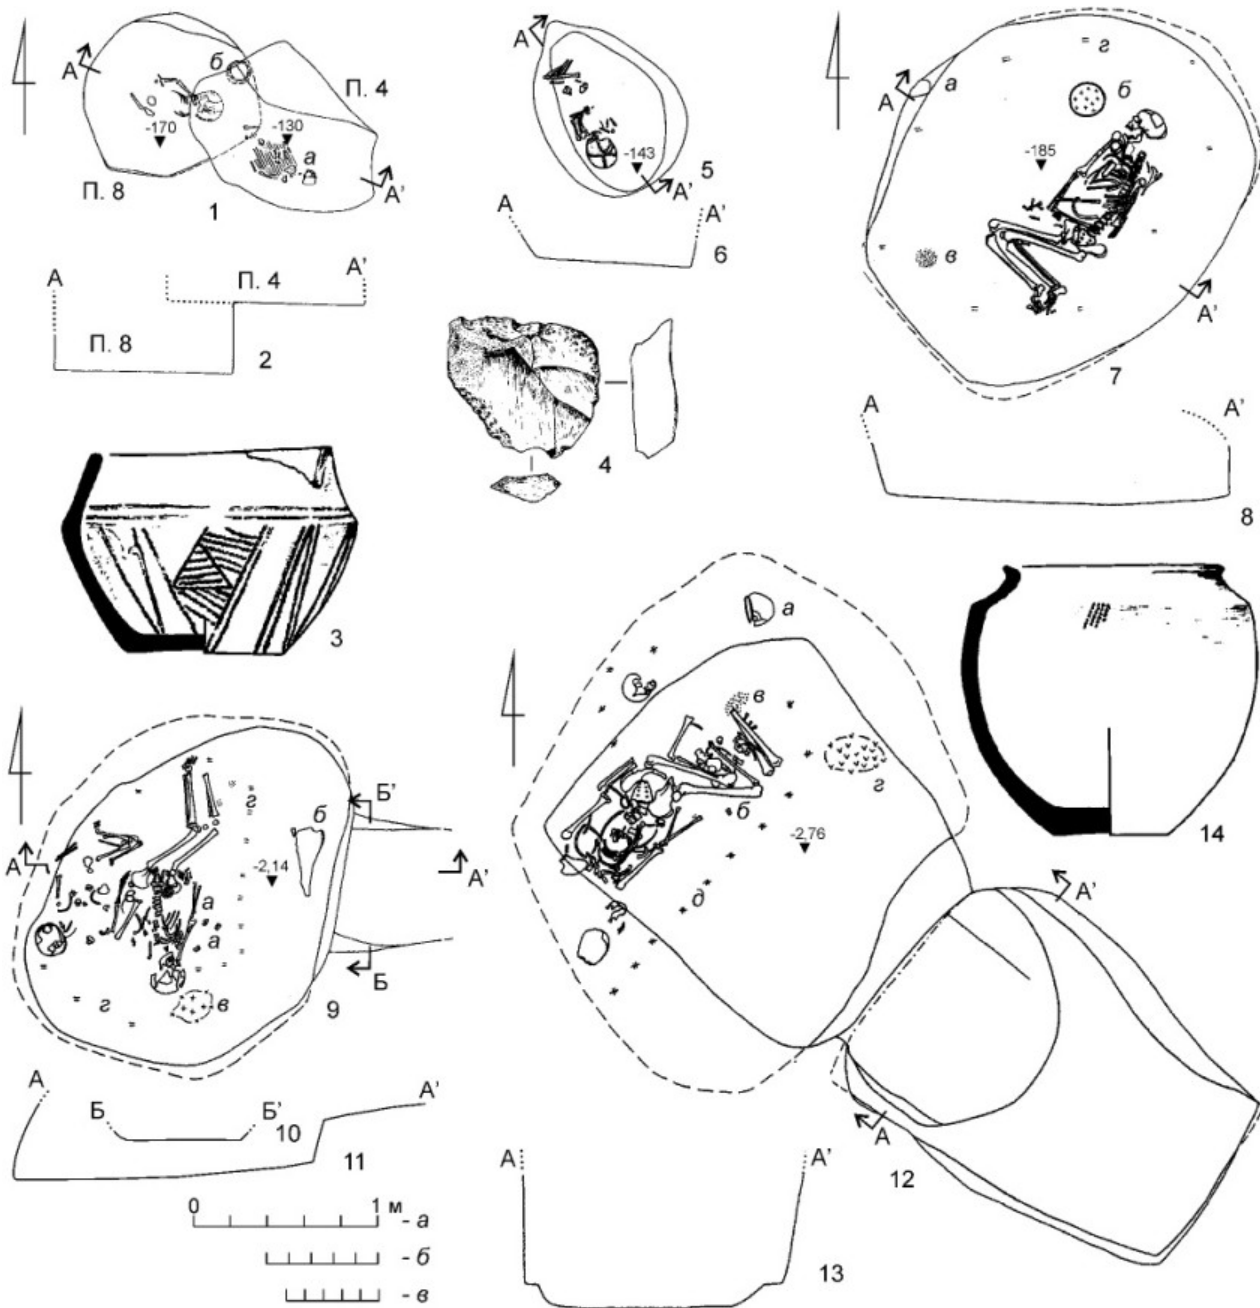 А
б
П. 4
-170
-130
а
А'
П. 8
1
А
-143
А'
5
А
А'
6
г
А
а
б
-185
в
А'
7
А
П. 4
А'
П. 8
2
4
А
А'
8
3
а
в
б
г
-2,76
д
14
Б'
г
б
А
-2,14
А'
в
а
а
г
в
Б
9
А'
А
12
А
А'
Б
Б'
10
11
А
А'
13
0
1 м
- а
- б
- в